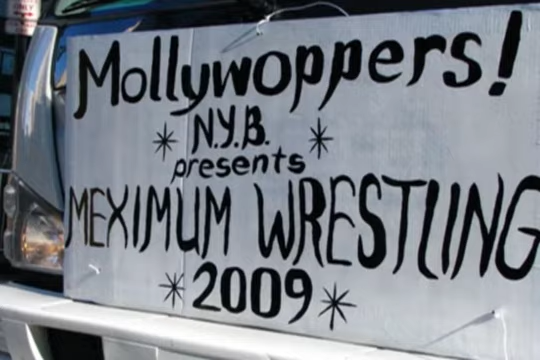 Mollywoppers!
N.Y.B.
presents
MEXIMUM WRESTLING
2009